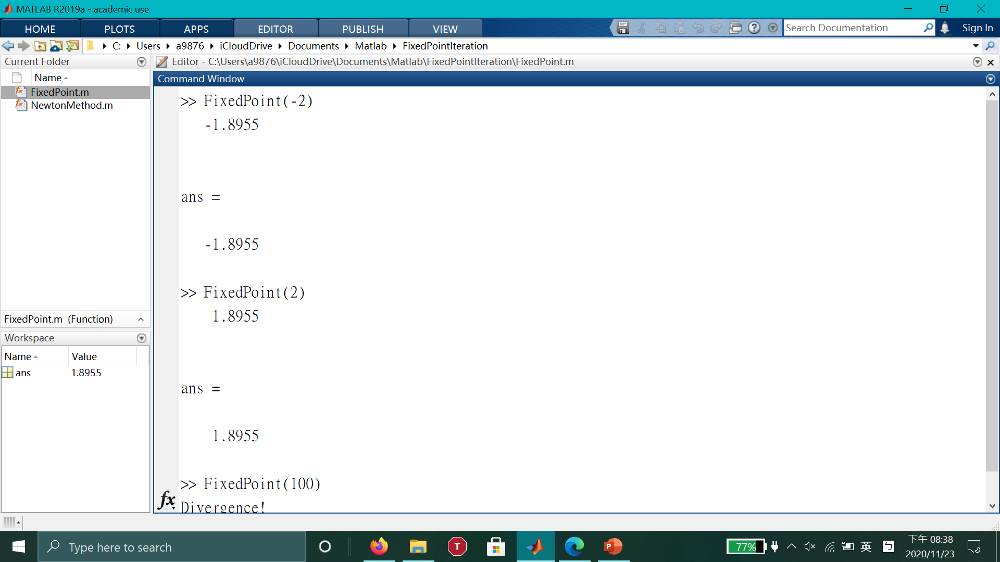 MATLAB R2019a - academic use
HOME PLOTS APPS EDITOR PUBLISH VIEW Search Documentation Sign In
C: Users a9876 iCloudDrive Documents Matlab FixedPointIteration
Current Folder
Editor - C:\Users\a9876\iCloudDrive\Documents\Matlab\FixedPointIteration\FixedPoint.m
Name
FixedPoint.m
NewtonMethod.m
FixedPoint.m (Function)
Workspace
Name Value
ans 1.8955
Command Window
>> FixedPoint(-2)
-1.8955
ans =
-1.8955
>> FixedPoint(2)
1.8955
ans =
1.8955
>> FixedPoint(100)
fx Divergence!
Type here to search
T
P
77%
英
ㄅ
下午 08:38
2020/11/23